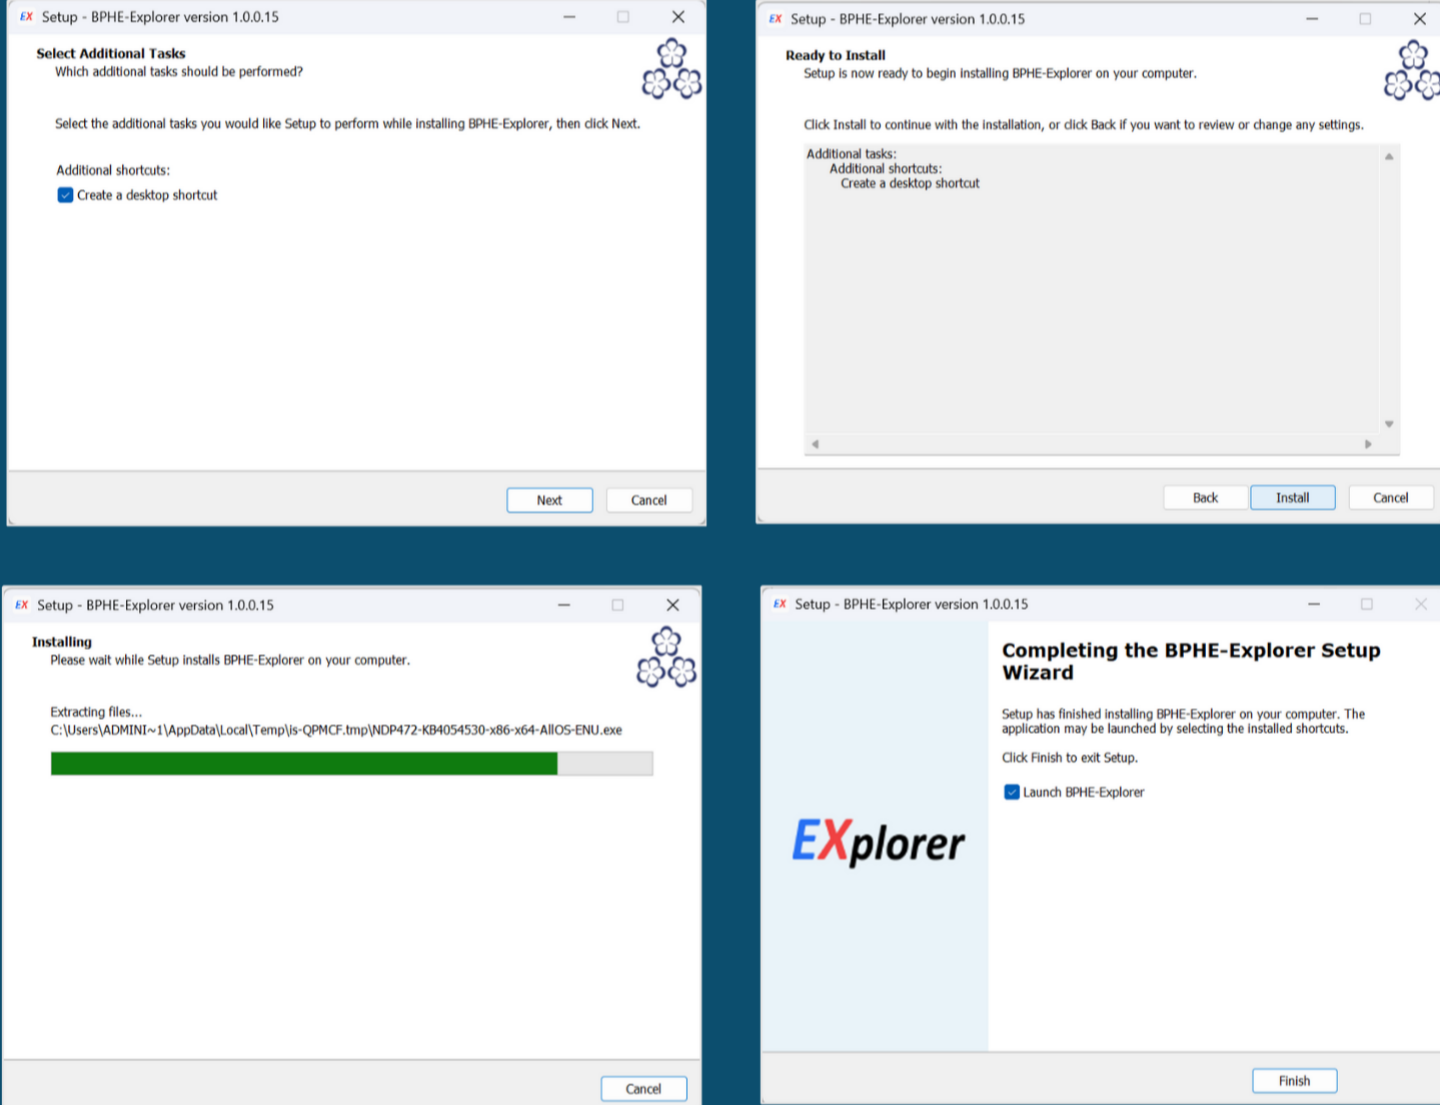 EX Setup - BPHE-Explorer version 1.0.0.15
Select Additional Tasks
Which additional tasks should be performed?
Select the additional tasks you would like Setup to perform while installing BPHE-Explorer, then click Next.
Additional shortcuts:
Create a desktop shortcut
Next Cancel
EX Setup - BPHE-Explorer version 1.0.0.15
Ready to Install
Setup is now ready to begin installing BPHE-Explorer on your computer.
Click Install to continue with the installation, or click Back if you want to review or change any settings.
Additional tasks:
Additional shortcuts:
Create a desktop shortcut
Back Install Cancel
EX Setup - BPHE-Explorer version 1.0.0.15
Installing
Please wait while Setup installs BPHE-Explorer on your computer.
Extracting files...
C:\Users\ADMINI~1\AppData\Local\Temp\is-QPMCF.tmp\NDP472-KB4054530-x86-x64-AllOS-ENU.exe
Cancel
EX Setup - BPHE-Explorer version 1.0.0.15
Completing the BPHE-Explorer Setup
Wizard
Setup has finished installing BPHE-Explorer on your computer. The
application may be launched by selecting the installed shortcuts.
Click Finish to exit Setup.
Launch BPHE-Explorer
EXplorer
Finish